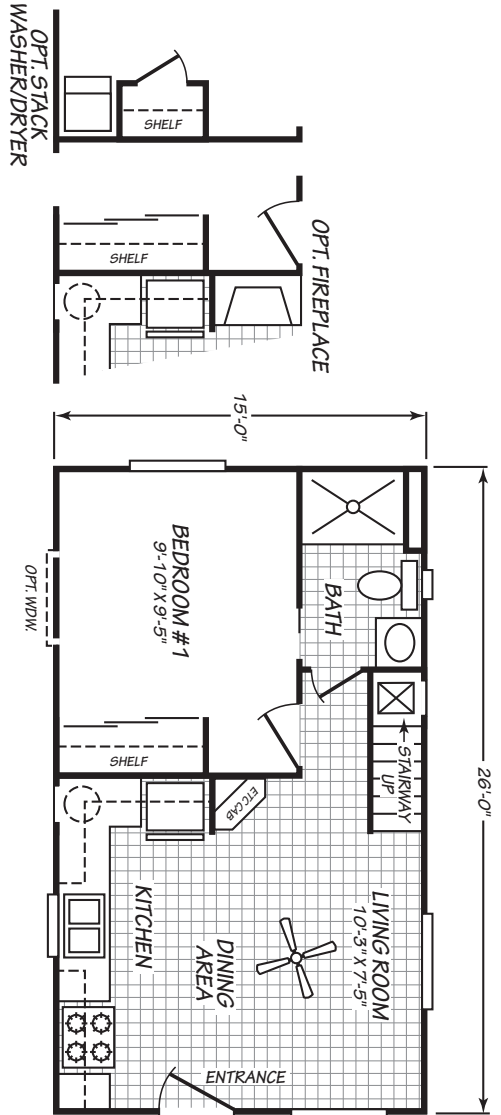 OPT. STACK
WASHER/DRYER
SHELF
OPT. FIREPLACE
SHELF
15'-0"
26'-0"
BEDROOM #1
9'-10" X 9'-5"
OPT. WDW.
BATH
STAIRWAY
UP
SHELF
ETC CAB
KITCHEN
DINING
AREA
LIVING ROOM
10'-3" X 7'-5"
ENTRANCE